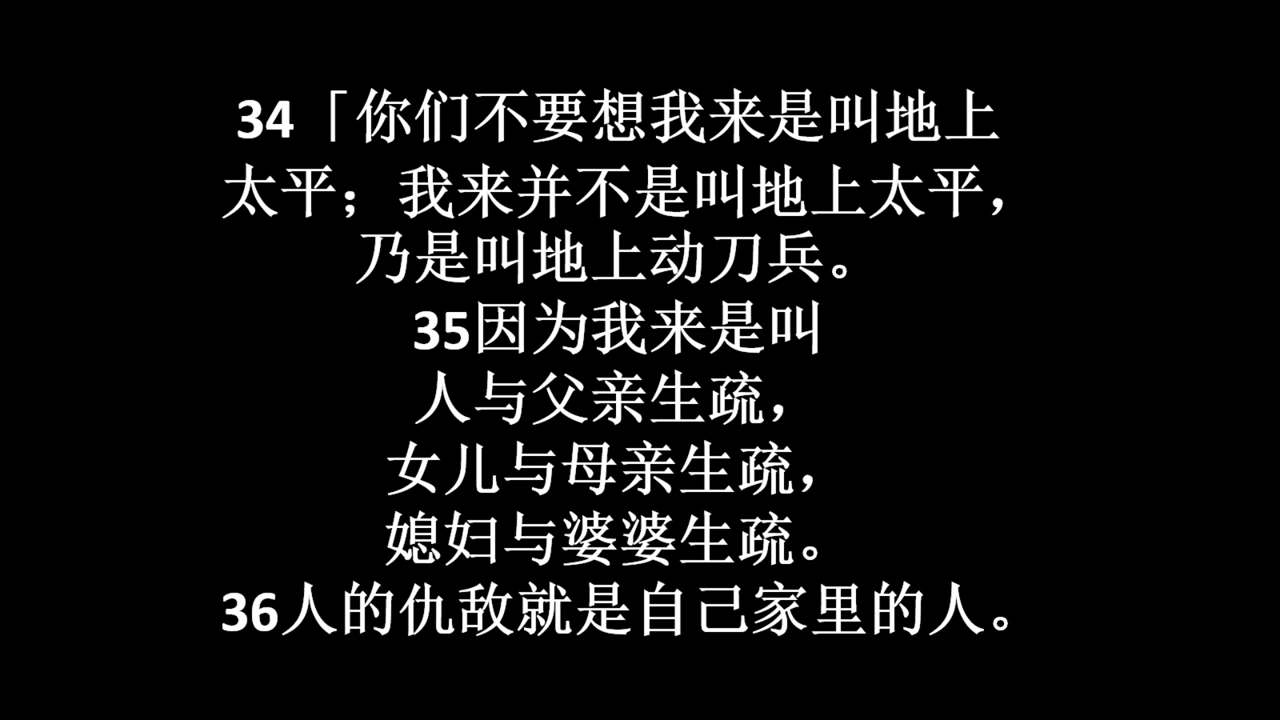 34「你们不要想我来是叫地上
太平；我来并不是叫地上太平，
乃是叫地上动刀兵。
35因为我来是叫
人与父亲生疏，
女儿与母亲生疏，
媳妇与婆婆生疏。
36人的仇敌就是自己家里的人。